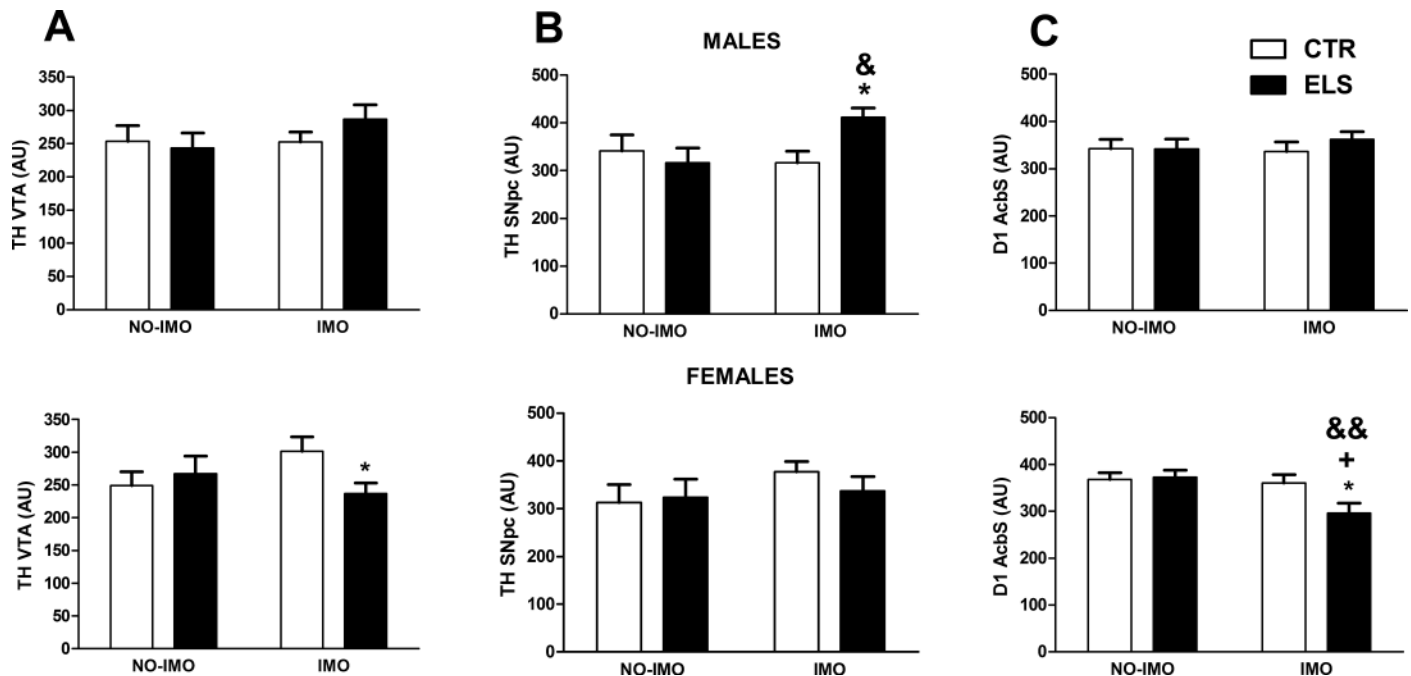 A
B
C
MALES
CTR
ELS
TH VTA (AU)
350
300
250
200
150
100
50
0
NO-IMO
IMO
TH SNpc (AU)
500
400
300
200
100
0
&
*
NO-IMO
IMO
D1 AcbS (AU)
500
400
300
200
100
0
NO-IMO
IMO
FEMALES
TH VTA (AU)
350
300
250
200
150
100
50
0
*
NO-IMO
IMO
TH SNpc (AU)
500
400
300
200
100
0
NO-IMO
IMO
D1 AcbS (AU)
500
400
300
200
100
0
&&
+
*
NO-IMO
IMO